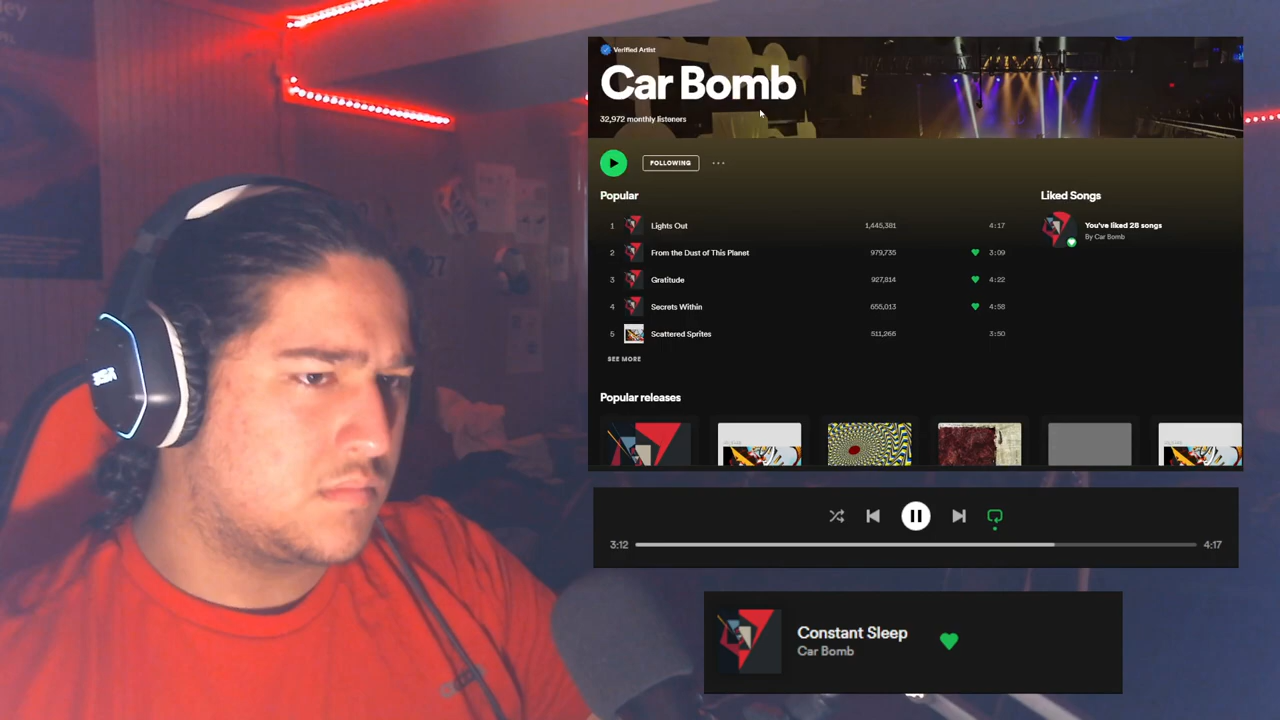 Verified Artist
Car Bomb
32,972 monthly listeners
FOLLOWING
Popular
1 Lights Out 1,445,381 4:17
2 From the Dust of This Planet 979,735 3:09
3 Gratitude 927,814 4:22
4 Secrets Within 655,013 4:58
5 Scattered Sprites 511,266 3:50
SEE MORE
Liked Songs
You've liked 28 songs
By Car Bomb
Popular releases
3:12
4:17
Constant Sleep
Car Bomb